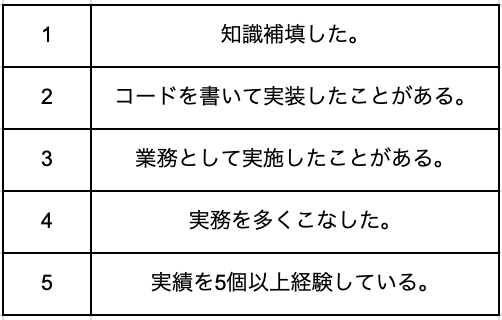 1 知識補填した。
2 コードを書いて実装したことがある。
3 業務として実施したことがある。
4 実務を多くこなした。
5 実績を5個以上経験している。